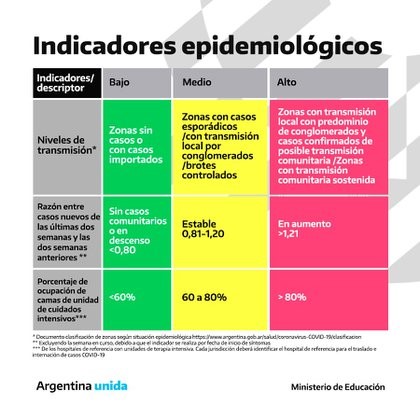 Indicadores epidemiológicos
Indicadores/
descriptor
Bajo
Medio
Alto
Niveles de
transmisión*
Zonas sin
casos o
con casos
importados
Zonas con casos
esporádicos
/con transmisión
local por
conglomerados
/brotes
controlados
Zonas con transmisión
local con predominio
de conglomerados y
casos confirmados de
posible transmisión
comunitaria /Zonas
con transmisión
comunitaria sostenida
Razón entre
casos nuevos de
las últimas dos
semanas y las
dos semanas
anteriores **
Sin casos
comunitarios
o en
descenso
<0,80
Estable
0,81-1,20
En aumento
>1,21
Porcentaje de
ocupación de
camas de unidad
de cuidados
intensivos***
<60%
60 a 80%
> 80%
* Documento clasificación de zonas según situación epidemiológica https://www.argentina.gob.ar/salud/coronavirus-COVID-19/clasificacion
** Excluyendo la semana en curso, debido a que el indicador se realiza por fecha de inicio de síntomas
*** De los hospitales de referencia con unidades de terapia intensiva. Cada jurisdicción deberá identificar el hospital de referencia para el traslado e
internación de casos COVID-19
Argentina unida
Ministerio de Educación